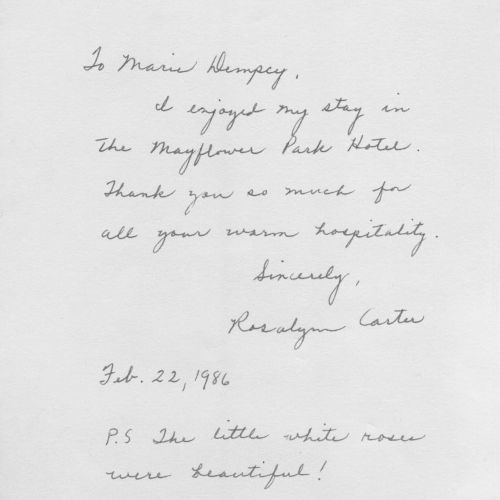 To Marie Dempcy,
I enjoyed my stay in
the Mayflower Park Hotel.
Thank you so much for
all your warm hospitality.
Sincerely,
Rosalynn Carter
Feb. 22, 1986
P.S The little white roses
were beautiful!